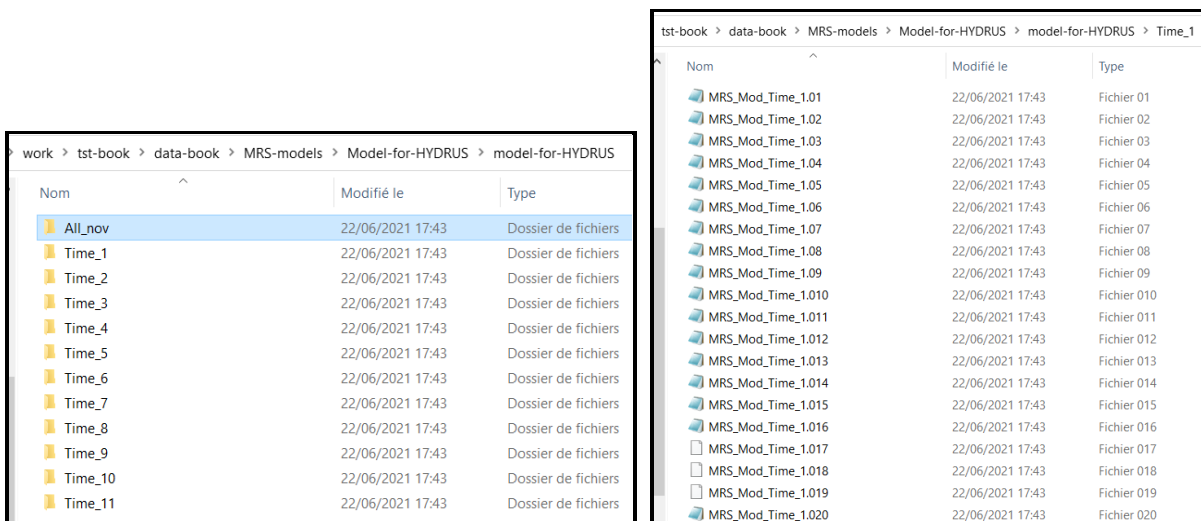 work > tst-book > data-book > MRS-models > Model-for-HYDRUS > model-for-HYDRUS
Nom Modifié le Type
All_nov 22/06/2021 17:43 Dossier de fichiers
Time_1 22/06/2021 17:43 Dossier de fichiers
Time_2 22/06/2021 17:43 Dossier de fichiers
Time_3 22/06/2021 17:43 Dossier de fichiers
Time_4 22/06/2021 17:43 Dossier de fichiers
Time_5 22/06/2021 17:43 Dossier de fichiers
Time_6 22/06/2021 17:43 Dossier de fichiers
Time_7 22/06/2021 17:43 Dossier de fichiers
Time_8 22/06/2021 17:43 Dossier de fichiers
Time_9 22/06/2021 17:43 Dossier de fichiers
Time_10 22/06/2021 17:43 Dossier de fichiers
Time_11 22/06/2021 17:43 Dossier de fichiers
tst-book > data-book > MRS-models > Model-for-HYDRUS > model-for-HYDRUS > Time_1
Nom Modifié le Type
MRS_Mod_Time_1.01 22/06/2021 17:43 Fichier 01
MRS_Mod_Time_1.02 22/06/2021 17:43 Fichier 02
MRS_Mod_Time_1.03 22/06/2021 17:43 Fichier 03
MRS_Mod_Time_1.04 22/06/2021 17:43 Fichier 04
MRS_Mod_Time_1.05 22/06/2021 17:43 Fichier 05
MRS_Mod_Time_1.06 22/06/2021 17:43 Fichier 06
MRS_Mod_Time_1.07 22/06/2021 17:43 Fichier 07
MRS_Mod_Time_1.08 22/06/2021 17:43 Fichier 08
MRS_Mod_Time_1.09 22/06/2021 17:43 Fichier 09
MRS_Mod_Time_1.010 22/06/2021 17:43 Fichier 010
MRS_Mod_Time_1.011 22/06/2021 17:43 Fichier 011
MRS_Mod_Time_1.012 22/06/2021 17:43 Fichier 012
MRS_Mod_Time_1.013 22/06/2021 17:43 Fichier 013
MRS_Mod_Time_1.014 22/06/2021 17:43 Fichier 014
MRS_Mod_Time_1.015 22/06/2021 17:43 Fichier 015
MRS_Mod_Time_1.016 22/06/2021 17:43 Fichier 016
MRS_Mod_Time_1.017 22/06/2021 17:43 Fichier 017
MRS_Mod_Time_1.018 22/06/2021 17:43 Fichier 018
MRS_Mod_Time_1.019 22/06/2021 17:43 Fichier 019
MRS_Mod_Time_1.020 22/06/2021 17:43 Fichier 020